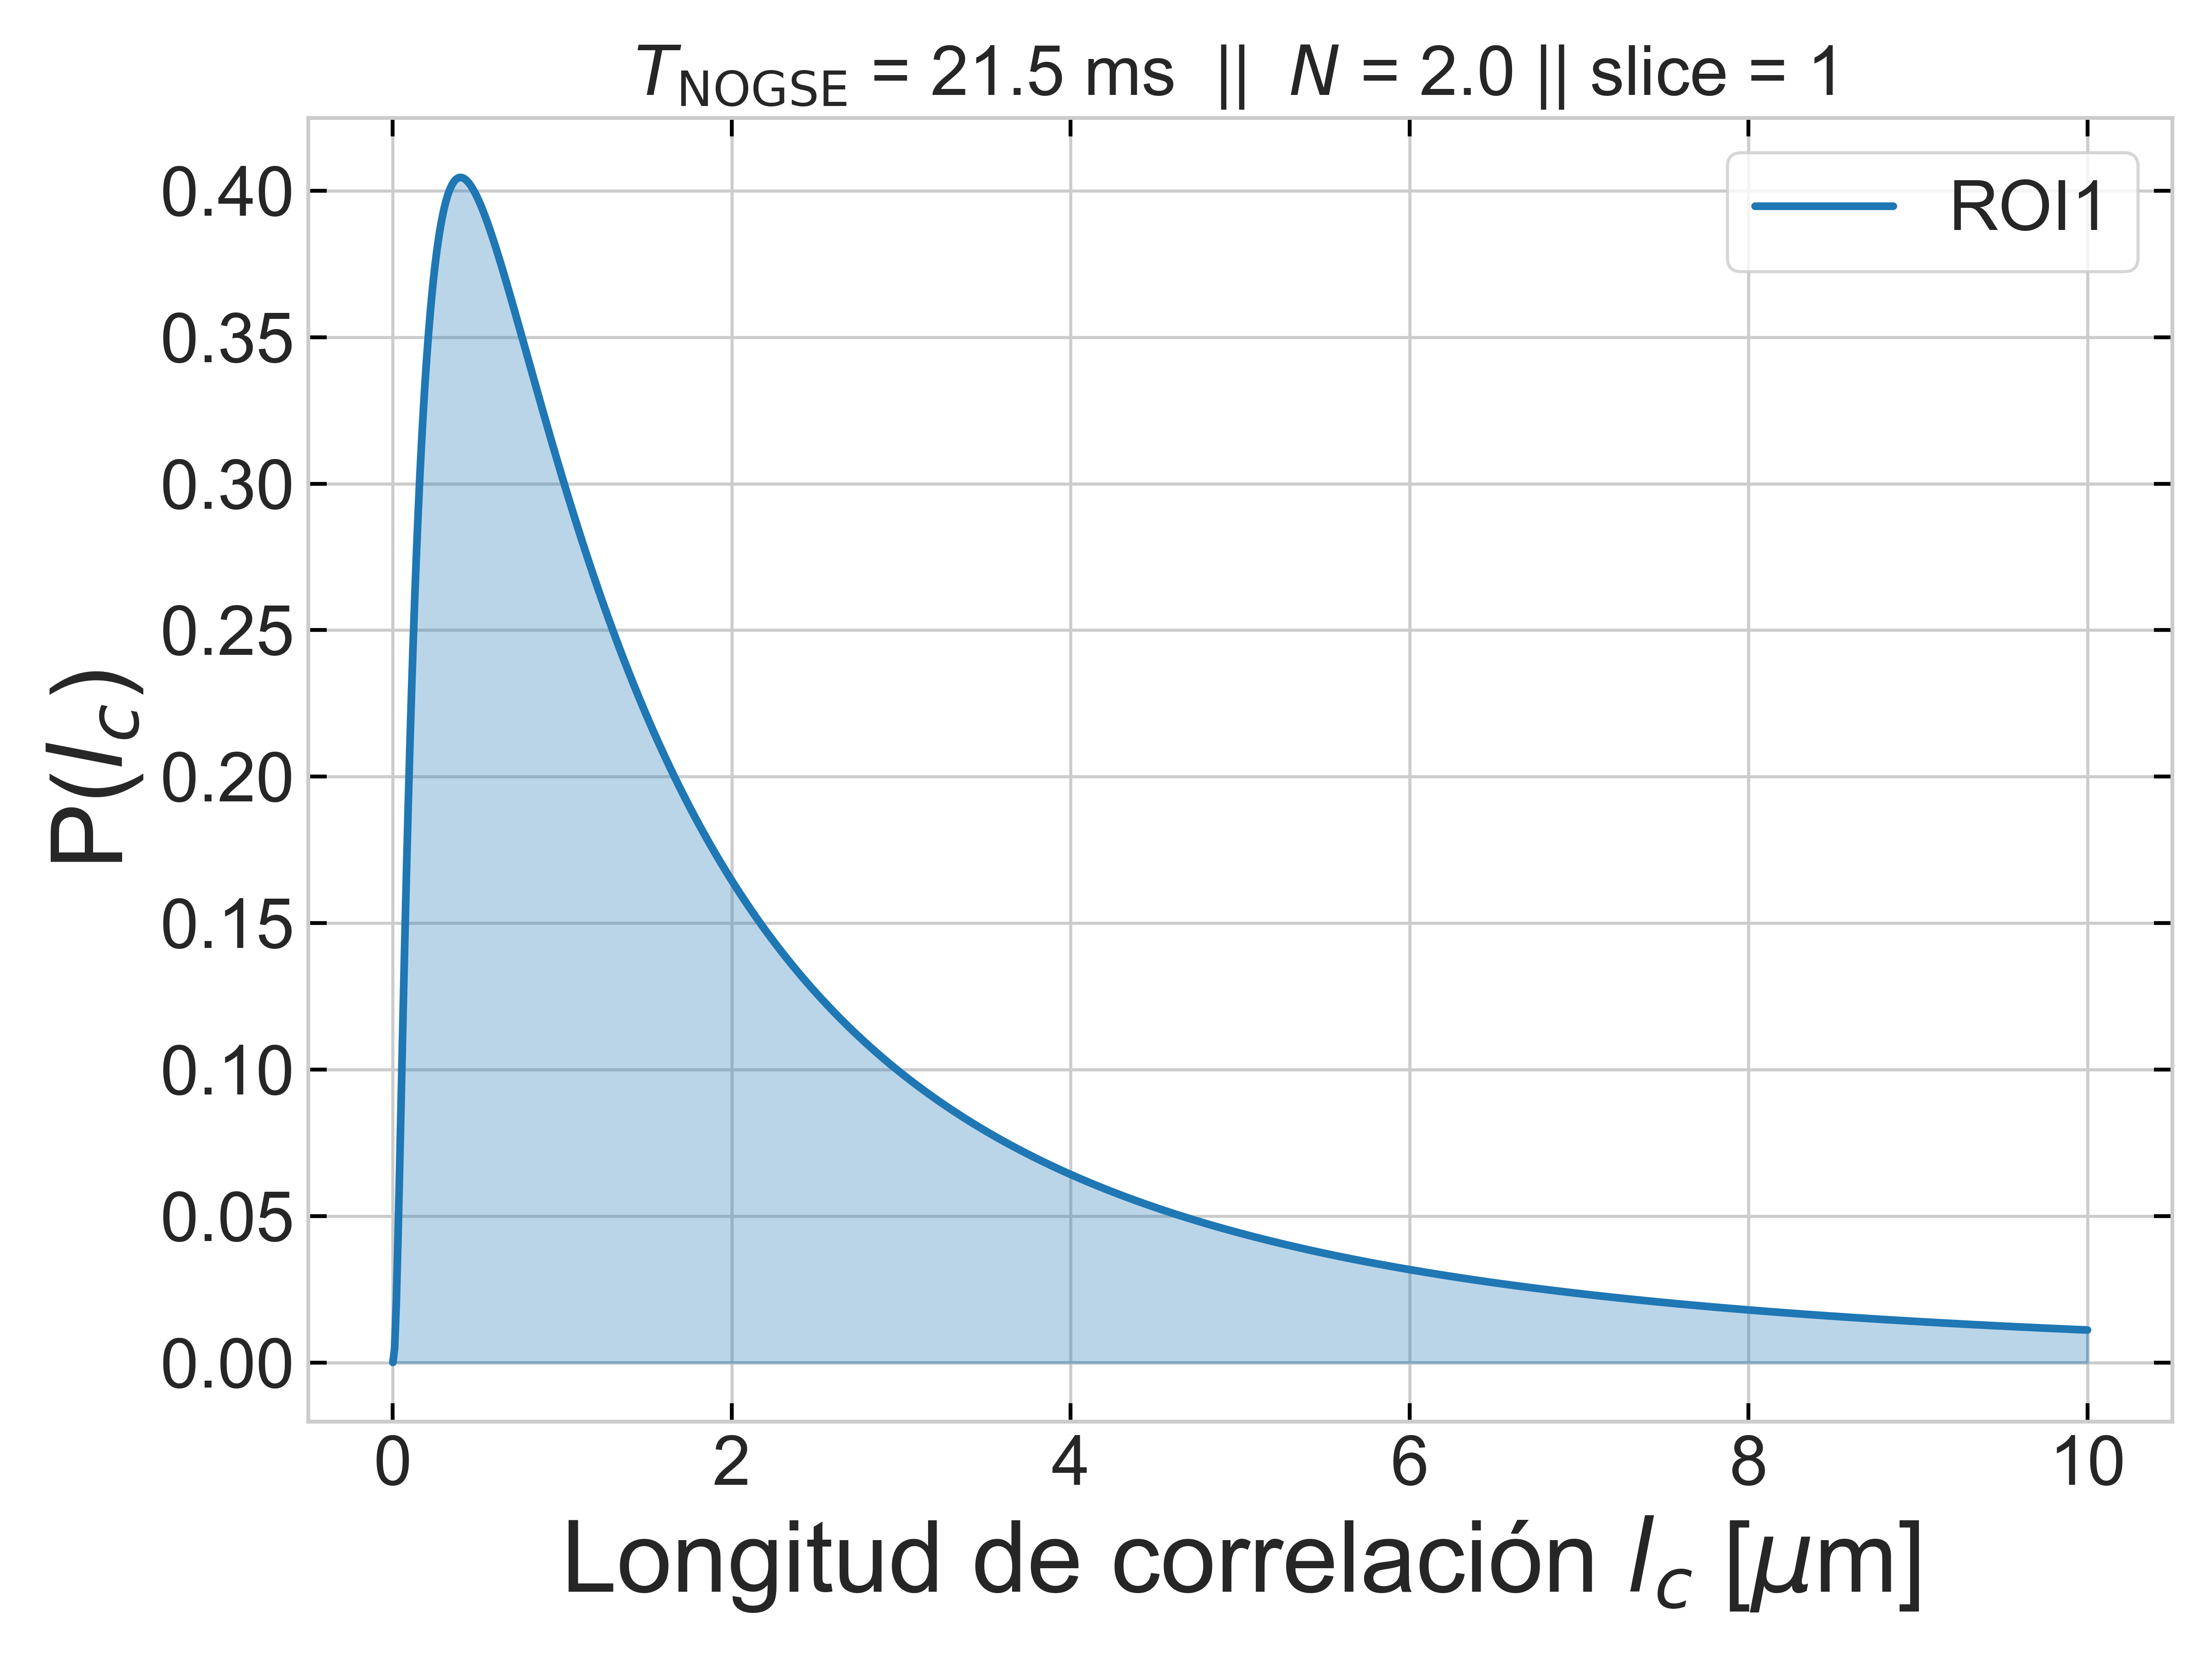 T_NOGSE = 21.5 ms || N = 2.0 || slice = 1
ROI1
P(l_c)
0.40
0.35
0.30
0.25
0.20
0.15
0.10
0.05
0.00
0 2 4 6 8 10
Longitud de correlación l_c [μm]